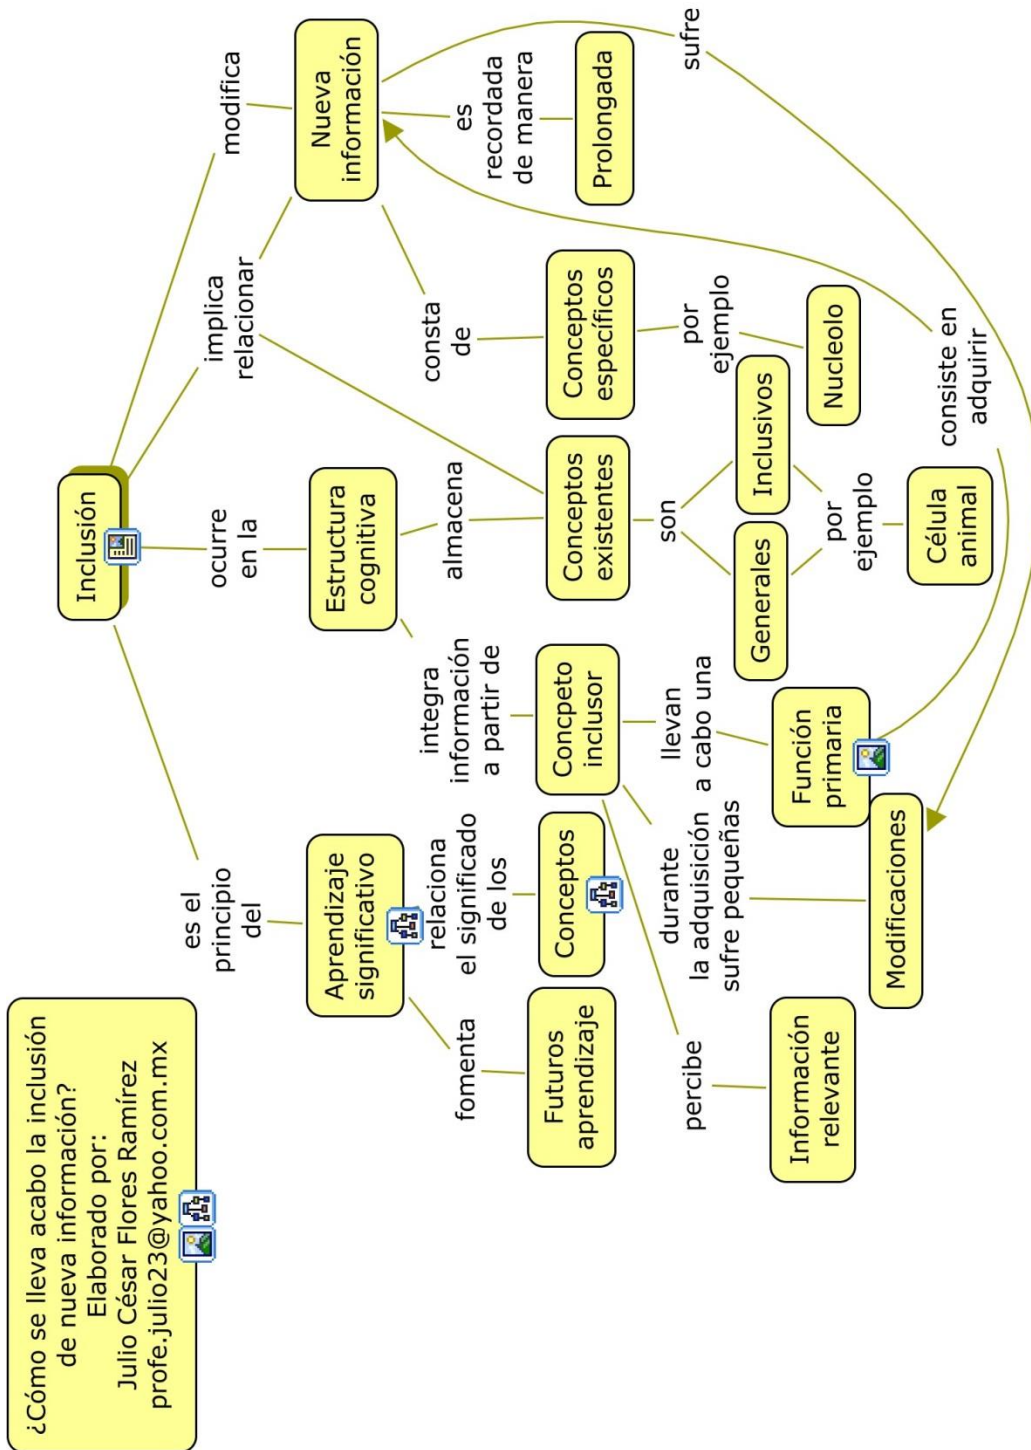 ¿Cómo se lleva acabo la inclusión
de nueva información?
Elaborado por:
Julio César Flores Ramírez
profe.julio23@yahoo.com.mx
Inclusión
es el
principio
del
ocurre
en la
implica
relacionar
modifica
Aprendizaje
significativo
Estructura
cognitiva
Nueva
información
fomenta
relaciona
el significado
de los
integra
información
a partir de
almacena
consta
de
es
recordada
de manera
sufre
Futuros
aprendizaje
Conceptos
Concpeto
inclusor
Conceptos
existentes
Conceptos
específicos
Prolongada
percibe
durante
la adquisición
sufre pequeñas
llevan
a cabo una
son
por
ejemplo
Información
relevante
Función
primaria
Generales
Inclusivos
Nucleolo
por
ejemplo
Modificaciones
Célula
animal
consiste en
adquirir